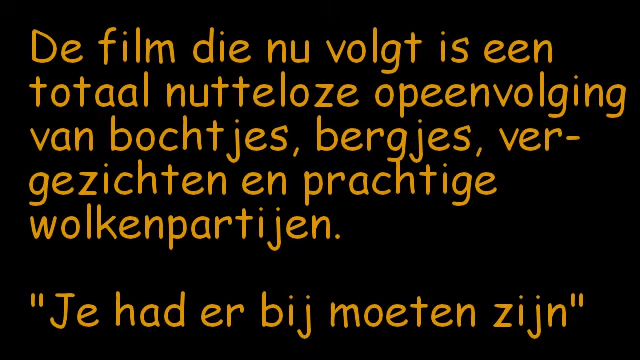 De film die nu volgt is een
totaal nutteloze opeenvolging
van bochtjes, bergjes, ver-
gezichten en prachtige
wolkenpartijen.
"Je had er bij moeten zijn"